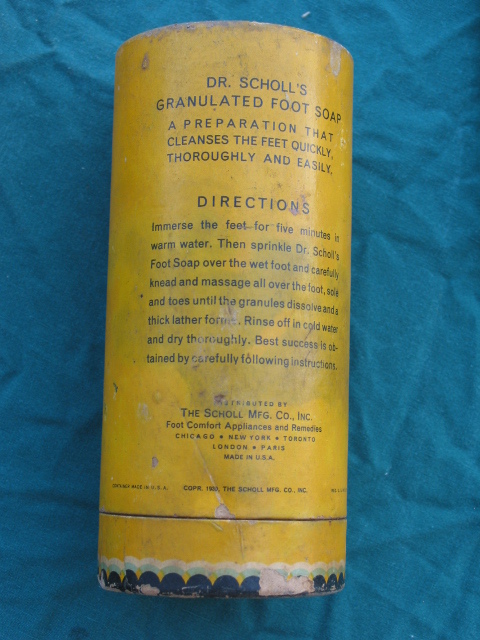 DR. SCHOLL'S
GRANULATED FOOT SOAP
A PREPARATION THAT
CLEANSES THE FEET QUICKLY,
THOROUGHLY AND EASILY.
DIRECTIONS
Immerse the feet for five minutes in
warm water. Then sprinkle Dr. Scholl's
Foot Soap over the wet foot and carefully
knead and massage all over the foot, sole
and toes until the granules dissolve and a
thick lather forms. Rinse off in cold water
and dry thoroughly. Best success is ob-
tained by carefully following instructions.
DISTRIBUTED BY
THE SCHOLL MFG. CO., INC.
Foot Comfort Appliances and Remedies
CHICAGO ★ NEW YORK ★ TORONTO
LONDON ★ PARIS
MADE IN U.S.A.
MADE IN U.S.A. COPR. THE SCHOLL MFG. CO., INC.